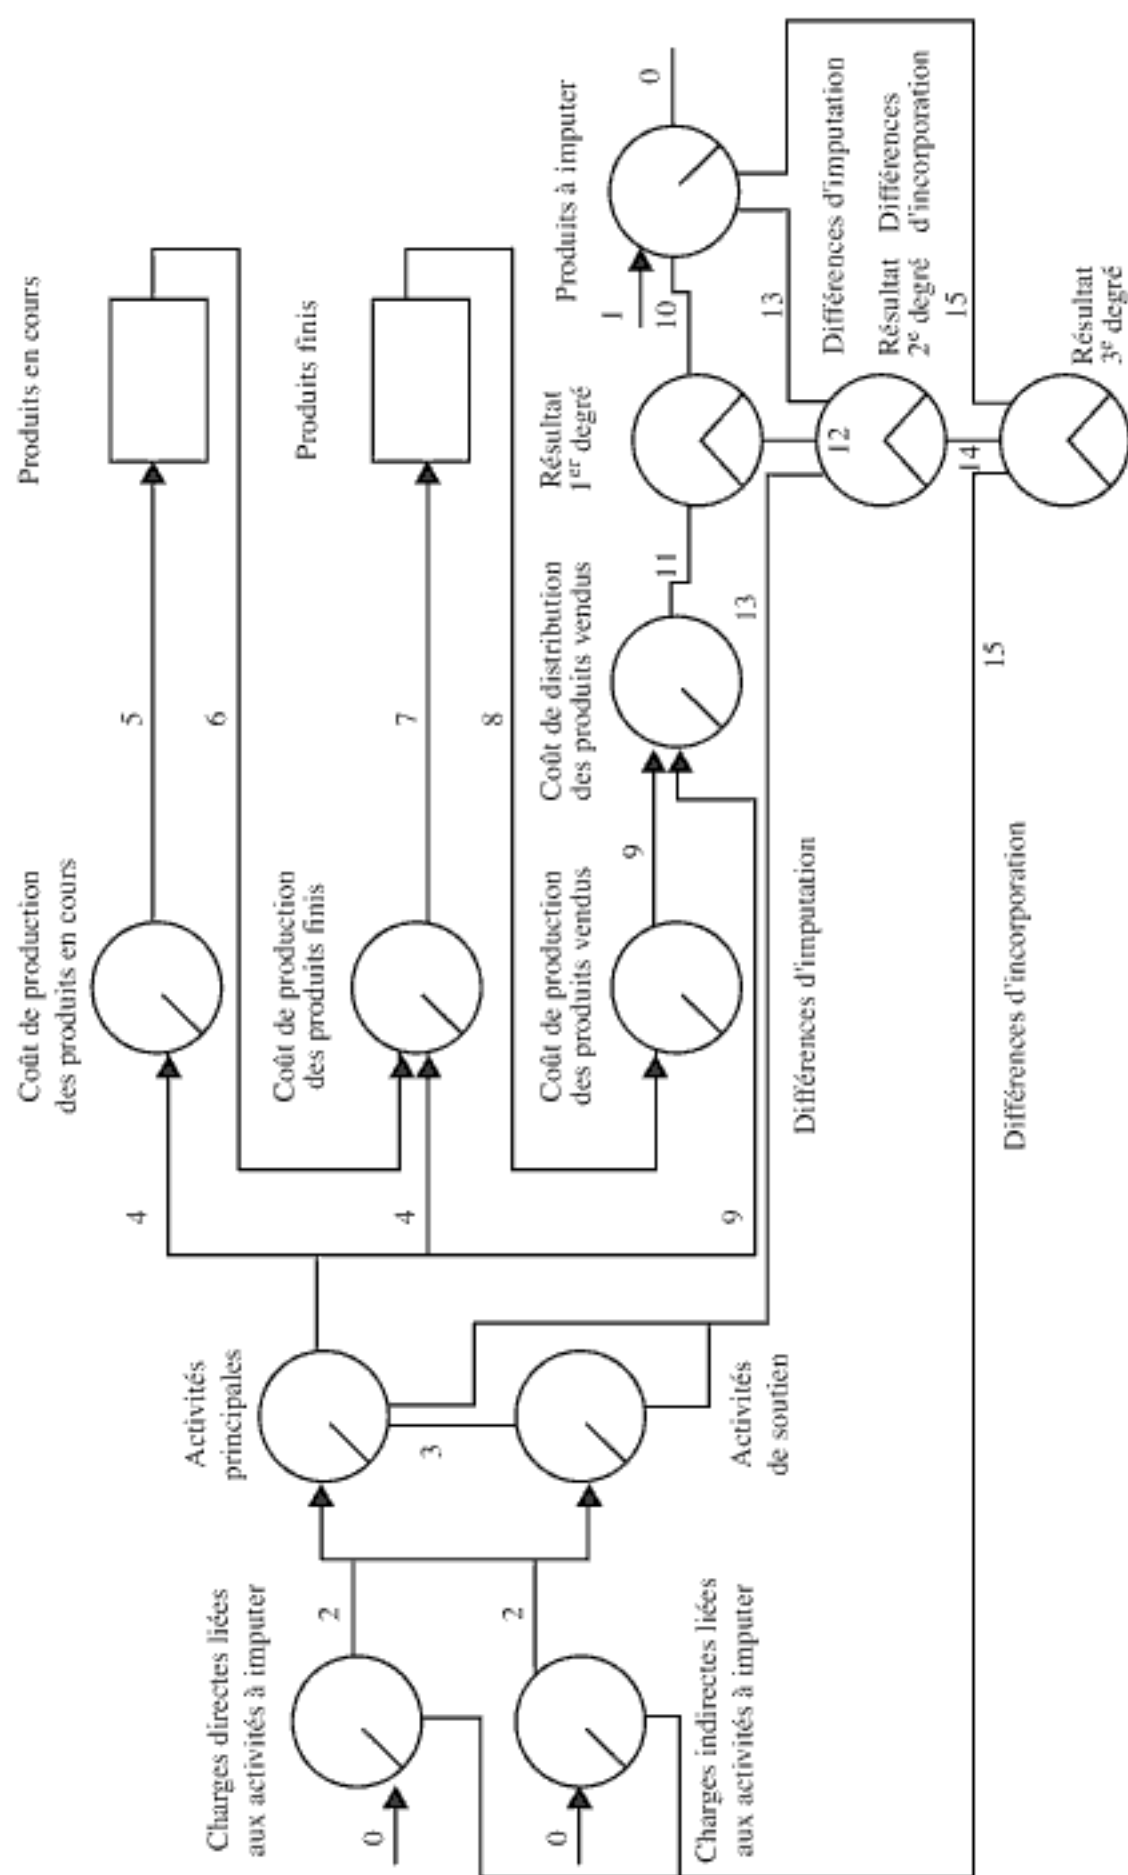 Coût de production
des produits en cours
Produits en cours
4
5
6
Activités
principales
Charges directes liées
aux activités à imputer
0
2
Coût de production
des produits finis
Produits finis
4
7
3
8
2
0
Charges indirectes liées
aux activités à imputer
Activités
de soutien
Coût de production
des produits vendus
Coût de distribution
des produits vendus
Résultat
1er degré
Produits à imputer
9
9
11
10
1
0
13
13
Différences d'imputation
Différences d'imputation
12
Résultat
2e degré
Différences
d'incorporation
14
15
15
Différences d'incorporation
Résultat
3e degré